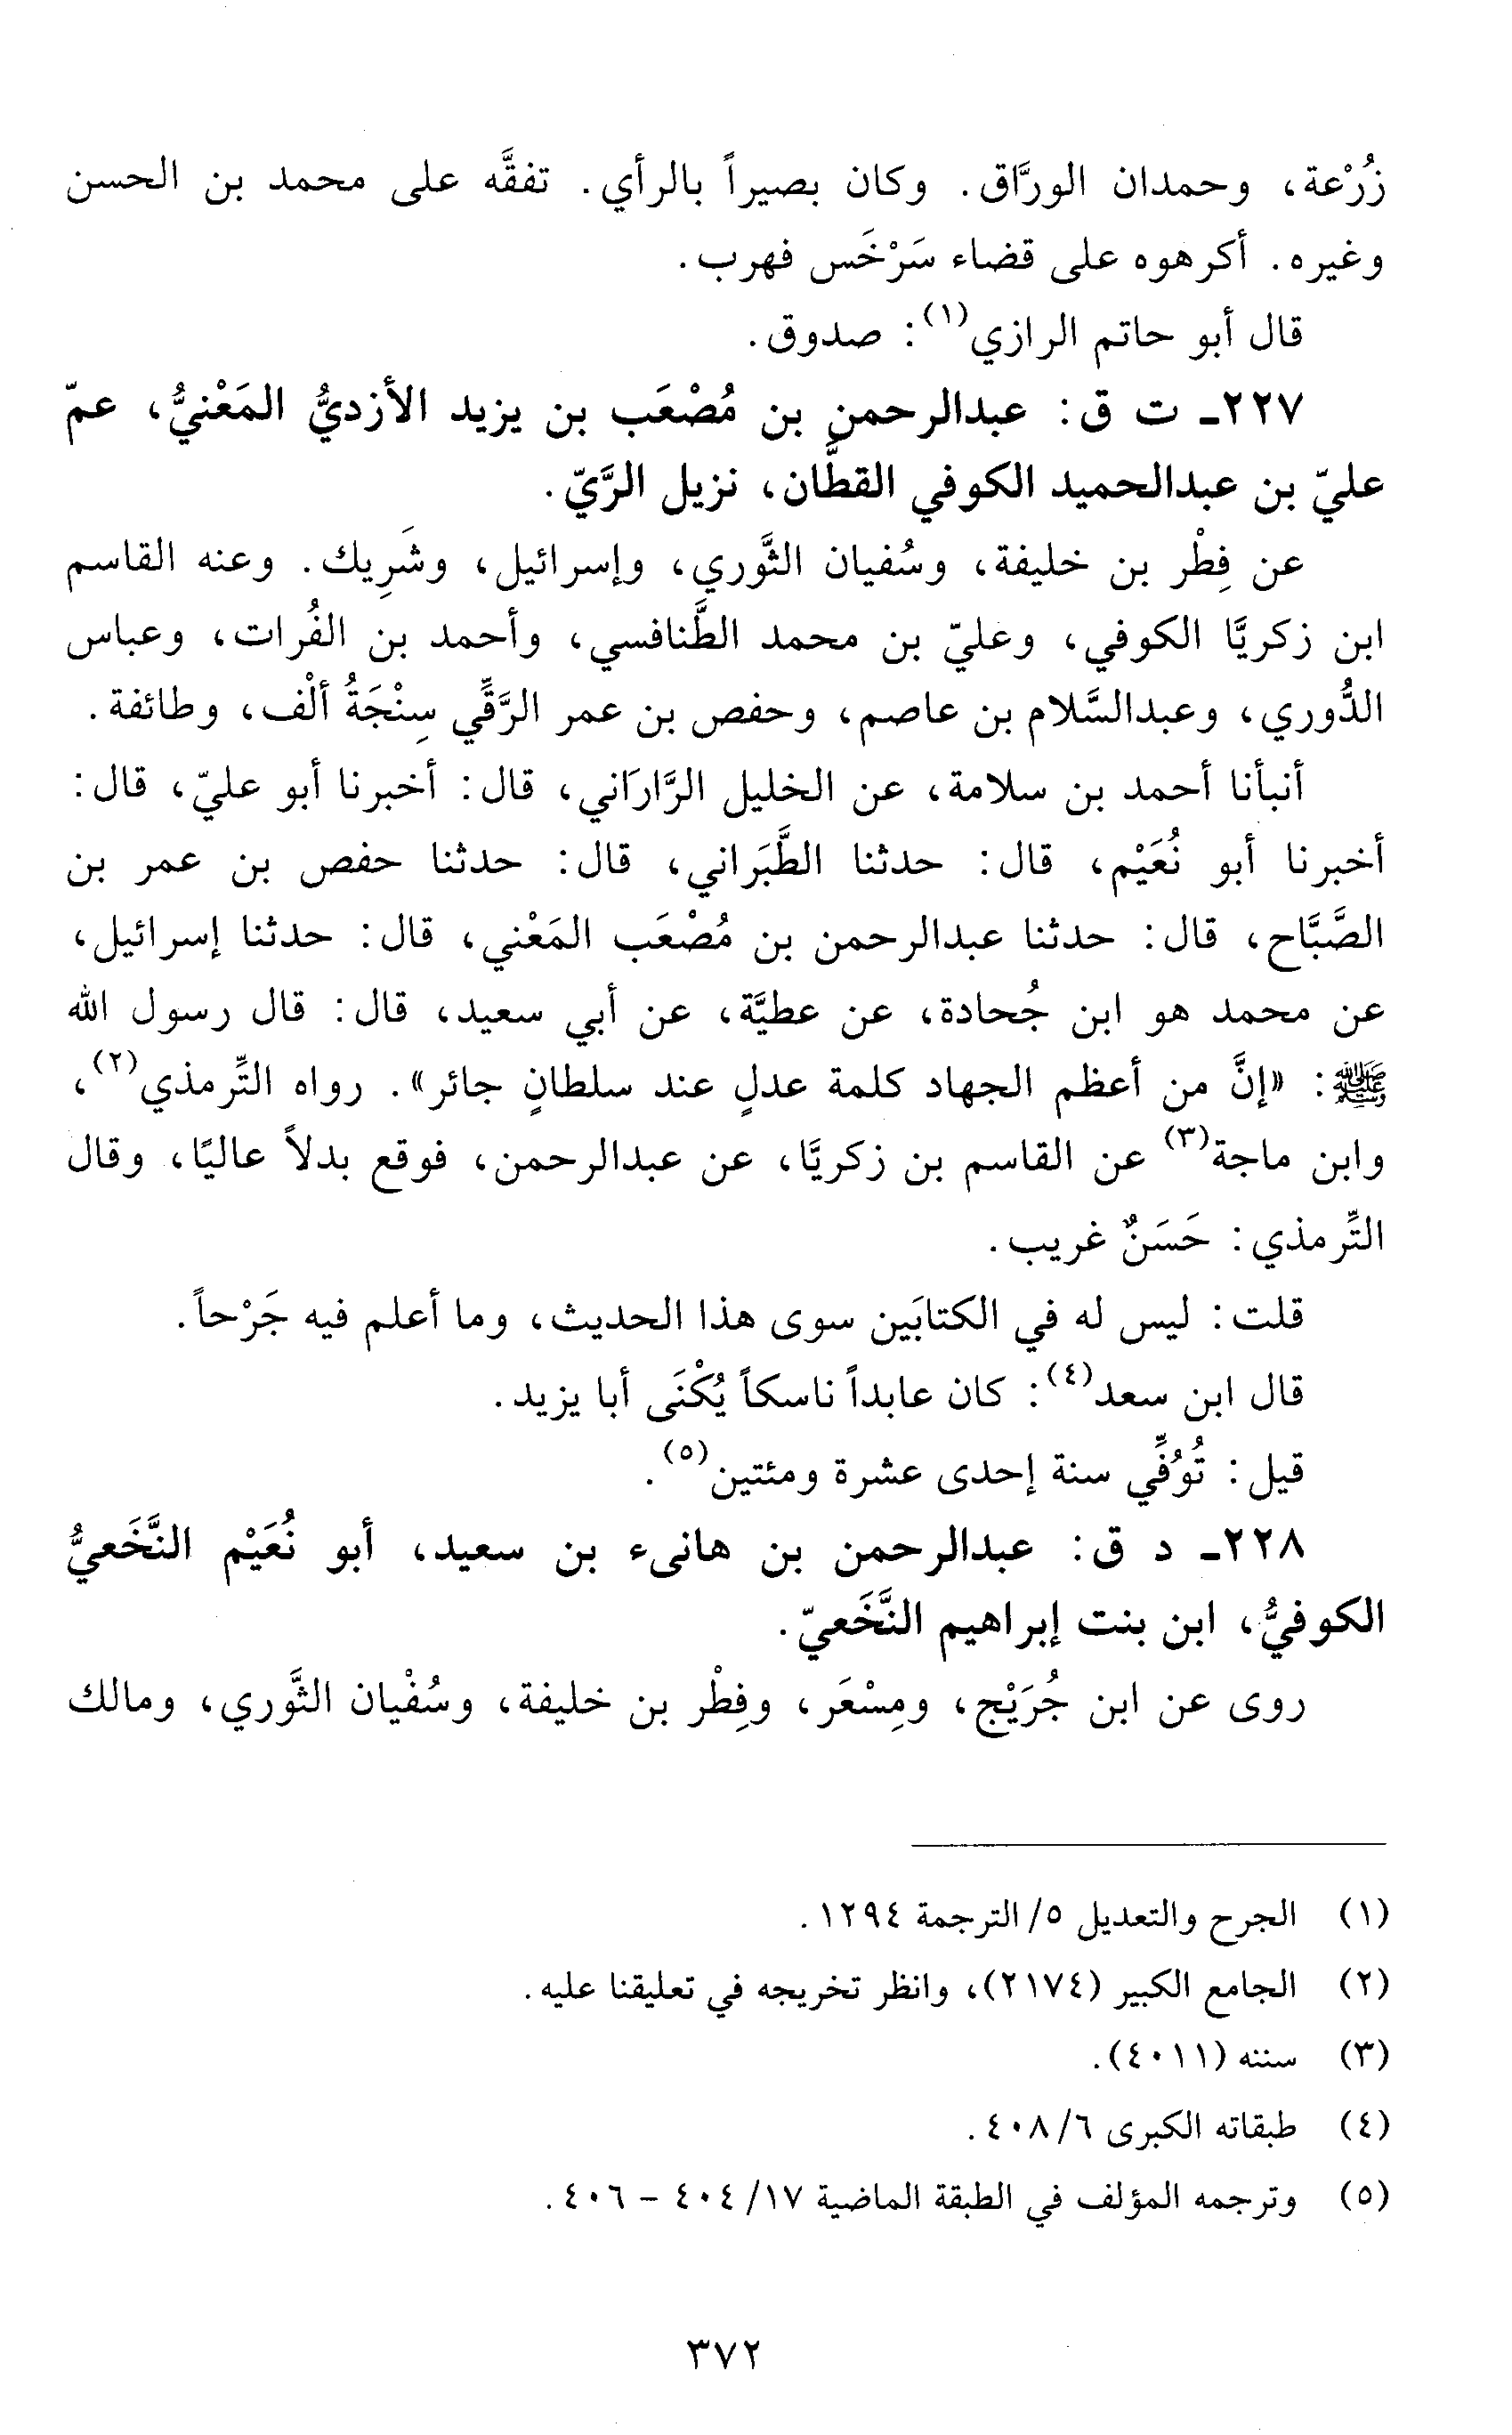 زُرْعة، وحمدان الورَّاق. وكان بصيراً بالرأي. تفقَّه على محمد بن الحسن
وغيره. أكرهوه على قضاء سَرْخَس فهرب.
قال أبو حاتم الرازي(١): صدوق.
٢٢٧ـ ت ق: عبدالرحمن بن مُصْعَب بن يزيد الأزديُّ المَعْنيُّ، عمّ
عليّ بن عبدالحميد الكوفي القطَّان، نزيل الرَّيّ.
عن فِطْر بن خليفة، وسُفيان الثَّوري، وإسرائيل، وشَرِيك. وعنه القاسم
ابن زكريَّا الكوفي، وعليّ بن محمد الطَّنافسي، وأحمد بن الفُرات، وعباس
الدُّوري، وعبدالسَّلام بن عاصم، وحفص بن عمر الرَّقِّي سِنْجَةُ ألْف، وطائفة.
أنبأنا أحمد بن سلامة، عن الخليل الرَّارَاني، قال: أخبرنا أبو عليّ، قال:
أخبرنا أبو نُعَيْم، قال: حدثنا الطَّبَراني، قال: حدثنا حفص بن عمر بن
الصَّبَّاح، قال: حدثنا عبدالرحمن بن مُصْعَب المَعْني، قال: حدثنا إسرائيل،
عن محمد هو ابن جُحادة، عن عطيَّة، عن أبي سعيد، قال: قال رسول الله
ﷺ: «إنَّ من أعظم الجهاد كلمة عدلٍ عند سلطانٍ جائر». رواه التِّرمذي(٢)،
وابن ماجة(٣) عن القاسم بن زكريَّا، عن عبدالرحمن، فوقع بدلاً عاليًا، وقال
التِّرمذي: حَسَنٌ غريب.
قلت: ليس له في الكتابَين سوى هذا الحديث، وما أعلم فيه جَرْحاً.
قال ابن سعد(٤): كان عابداً ناسكاً يُكْنَى أبا يزيد.
قيل: تُوُفِّي سنة إحدى عشرة ومئتين(٥).
٢٢٨ـ د ق: عبدالرحمن بن هانىء بن سعيد، أبو نُعَيْم النَّخَعيُّ
الكوفيُّ، ابن بنت إبراهيم النَّخَعيّ.
روى عن ابن جُرَيْج، ومِسْعَر، وفِطْر بن خليفة، وسُفْيان الثَّوري، ومالك
(١) الجرح والتعديل ٥/ الترجمة ١٢٩٤.
(٢) الجامع الكبير (٢١٧٤)، وانظر تخريجه في تعليقنا عليه.
(٣) سننه (٤٠١١).
(٤) طبقاته الكبرى ٦/ ٤٠٨.
(٥) وترجمه المؤلف في الطبقة الماضية ١٧/ ٤٠٤ - ٤٠٦.
٣٧٢